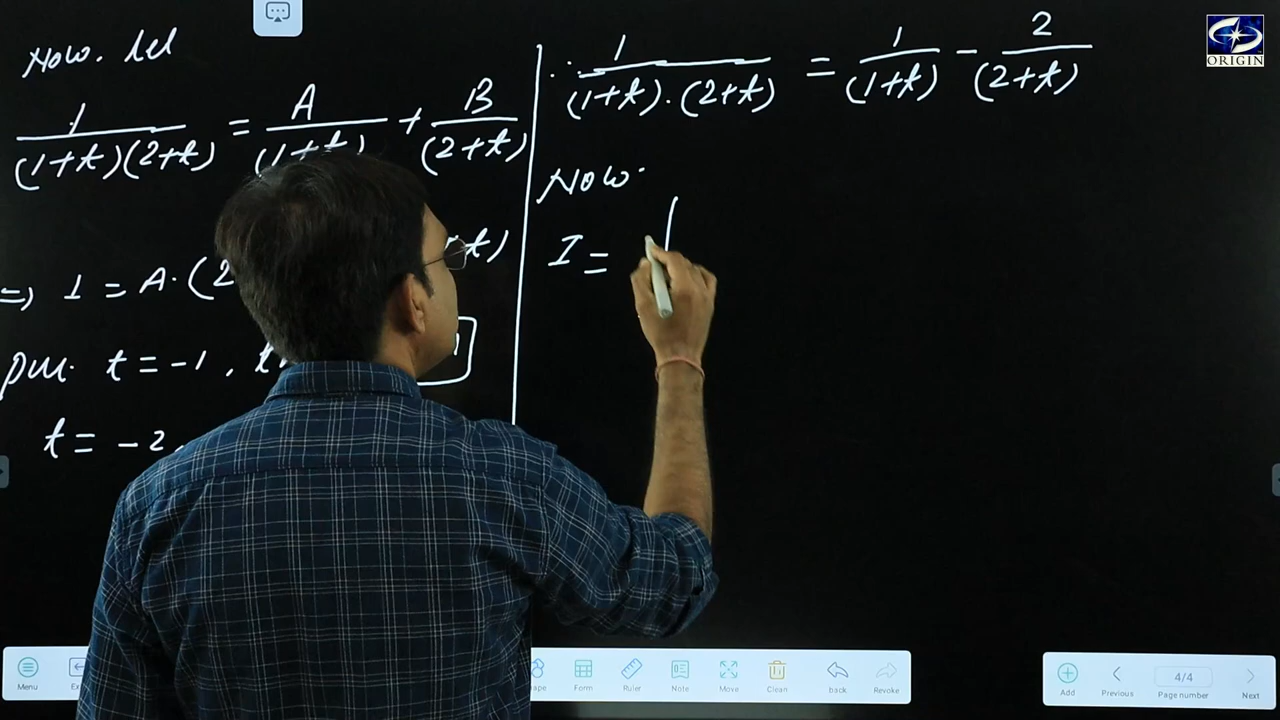 Now. let
1/(1+t)(2+t) = A/(1+t) + B/(2+t)
=> 1 = A.(2 t)
put. t = -1, t
t = -2,
∴ 1/(1+t).(2+t) = 1/(1+t) - 2/(2+t)
Now.
I =
ORIGIN
Menu
Form
Ruler
Note
Move
Clean
back
Revoke
Add
Previous
4/4
Page number
Next